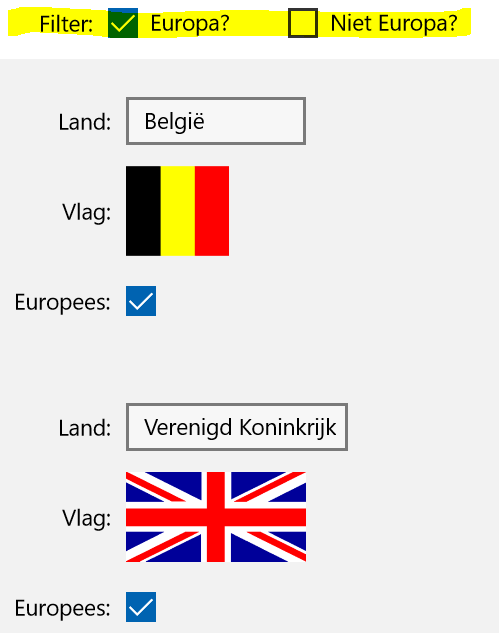 Filter: Europa? Niet Europa?
Land: België
Vlag:
Europees:
Land: Verenigd Koninkrijk
Vlag:
Europees: